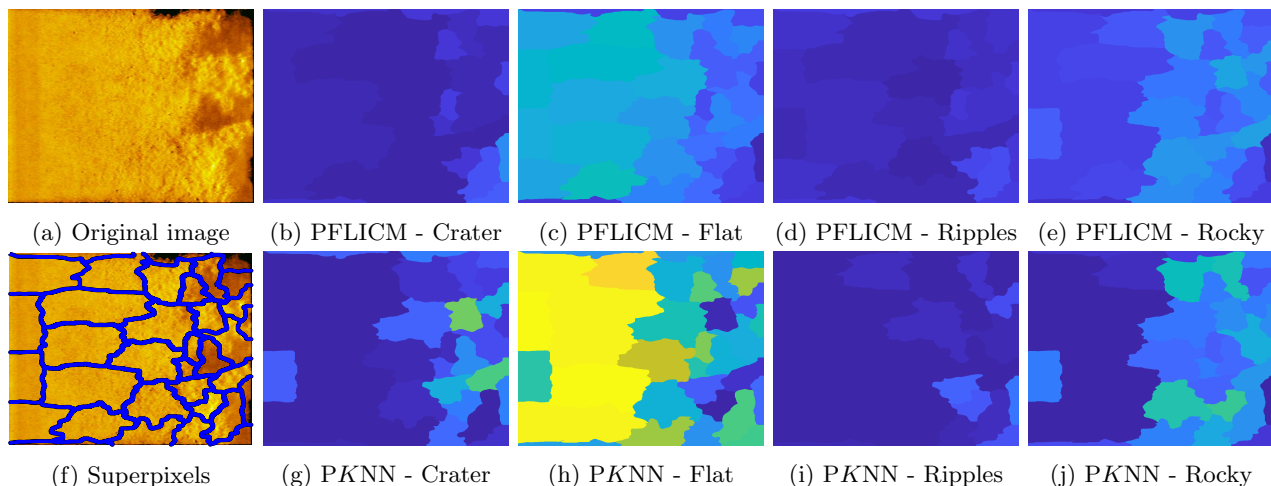 (a) Original image
(b) PFLICM - Crater
(c) PFLICM - Flat
(d) PFLICM - Ripples
(e) PFLICM - Rocky
(f) Superpixels
(g) PKNN - Crater
(h) PKNN - Flat
(i) PKNN - Ripples
(j) PKNN - Rocky